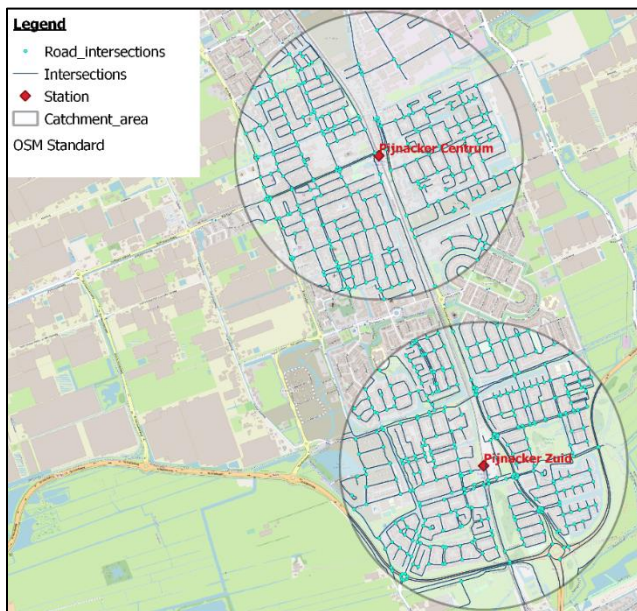 Legend
Road_intersections
Intersections
Station
Catchment_area
OSM Standard
Pijnacker Centrum
Pijnacker Zuid